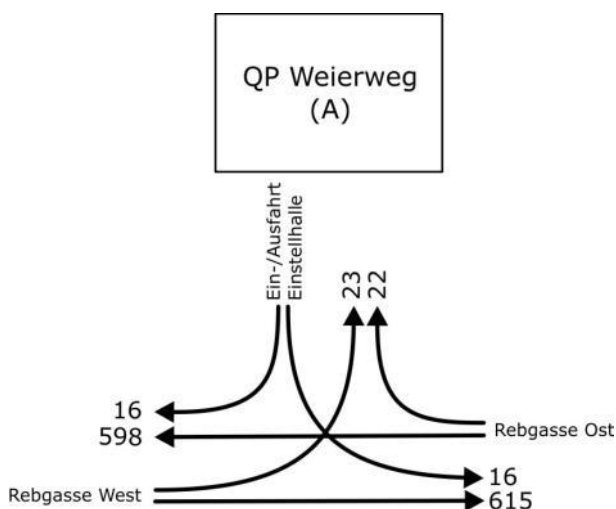 QP Weierweg
(A)
Ein-/Ausfahrt
Einstellhalle
23
22
16
598
Rebgasse Ost
Rebgasse West
16
615